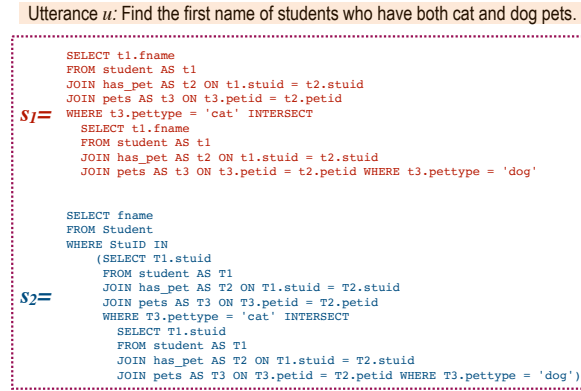 Utterance u: Find the first name of students who have both cat and dog pets.
SELECT t1.fname
FROM student AS t1
JOIN has_pet AS t2 ON t1.stuid = t2.stuid
JOIN pets AS t3 ON t3.petid = t2.petid
s1= WHERE t3.pettype = 'cat' INTERSECT
SELECT t1.fname
FROM student AS t1
JOIN has_pet AS t2 ON t1.stuid = t2.stuid
JOIN pets AS t3 ON t3.petid = t2.petid WHERE t3.pettype = 'dog'
SELECT fname
FROM Student
WHERE StuID IN
(SELECT T1.stuid
FROM student AS T1
JOIN has_pet AS T2 ON T1.stuid = T2.stuid
s2= JOIN pets AS T3 ON T3.petid = T2.petid
WHERE T3.pettype = 'cat' INTERSECT
SELECT T1.stuid
FROM student AS T1
JOIN has_pet AS T2 ON T1.stuid = T2.stuid
JOIN pets AS T3 ON T3.petid = T2.petid WHERE T3.pettype = 'dog')